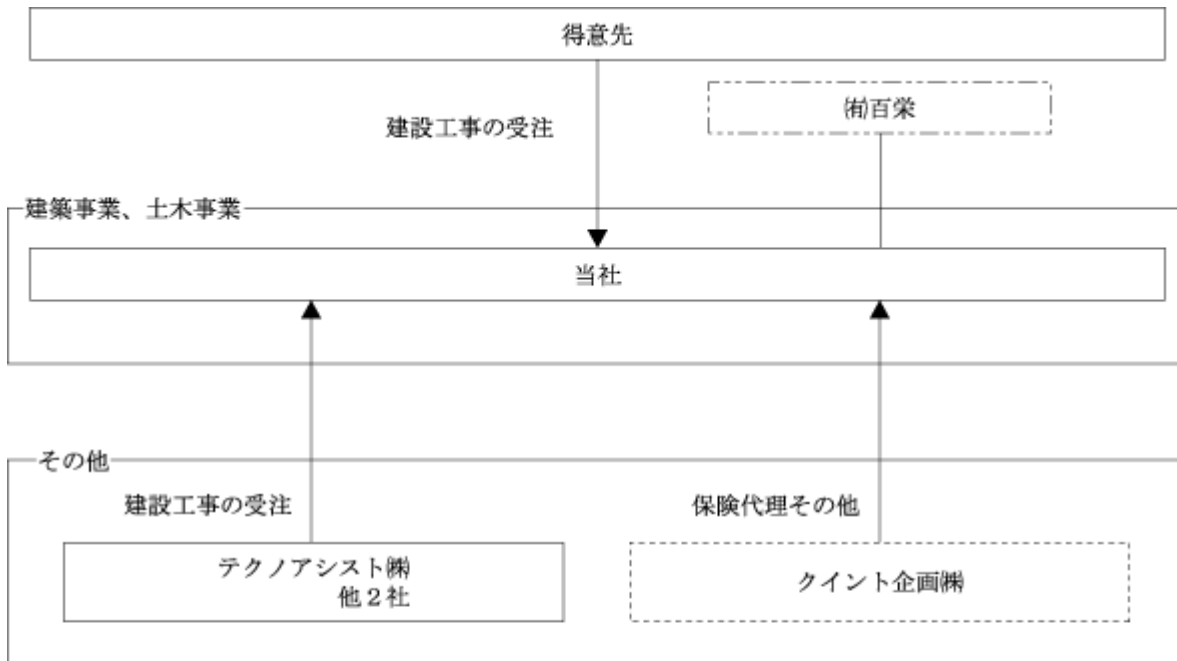 得意先
建設工事の受注
㈲百栄
建築事業、土木事業
当社
その他
建設工事の受注
保険代理その他
テクノアシスト㈱
他２社
クイント企画㈱